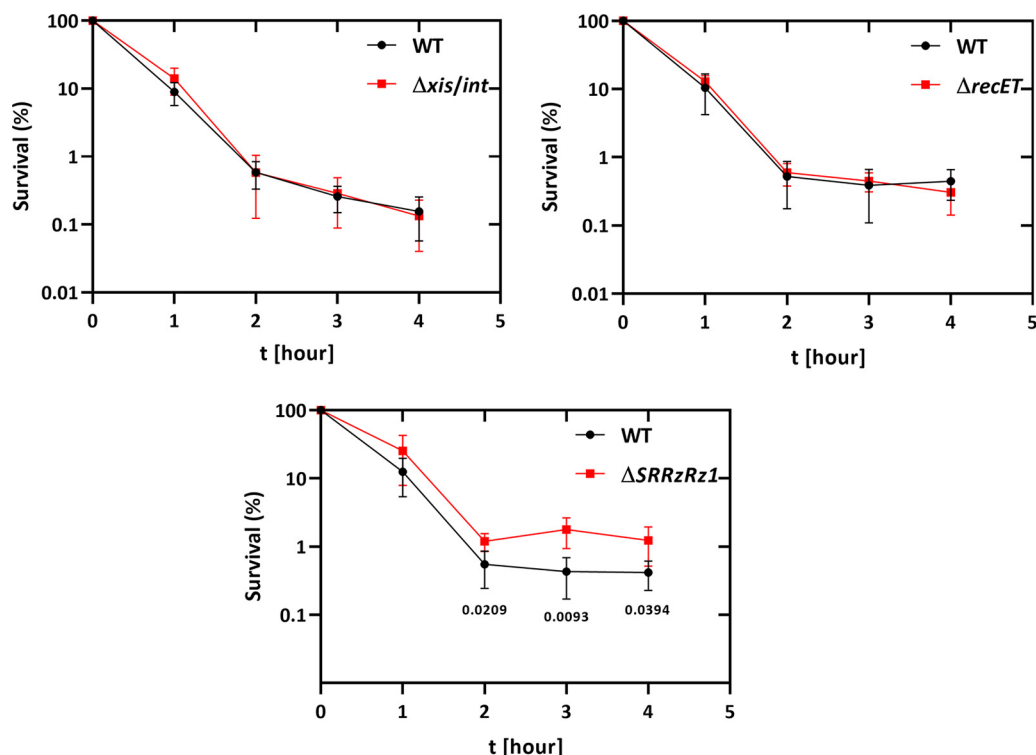 100
10
1
0.1
0.01
Survival (%)
WT
Δxis/int
0 1 2 3 4 5
t [hour]
100
10
1
0.1
0.01
Survival (%)
WT
ΔrecET
0 1 2 3 4 5
t [hour]
100
10
1
0.1
Survival (%)
WT
ΔSRRzRz1
0.0209 0.0093 0.0394
0 1 2 3 4 5
t [hour]